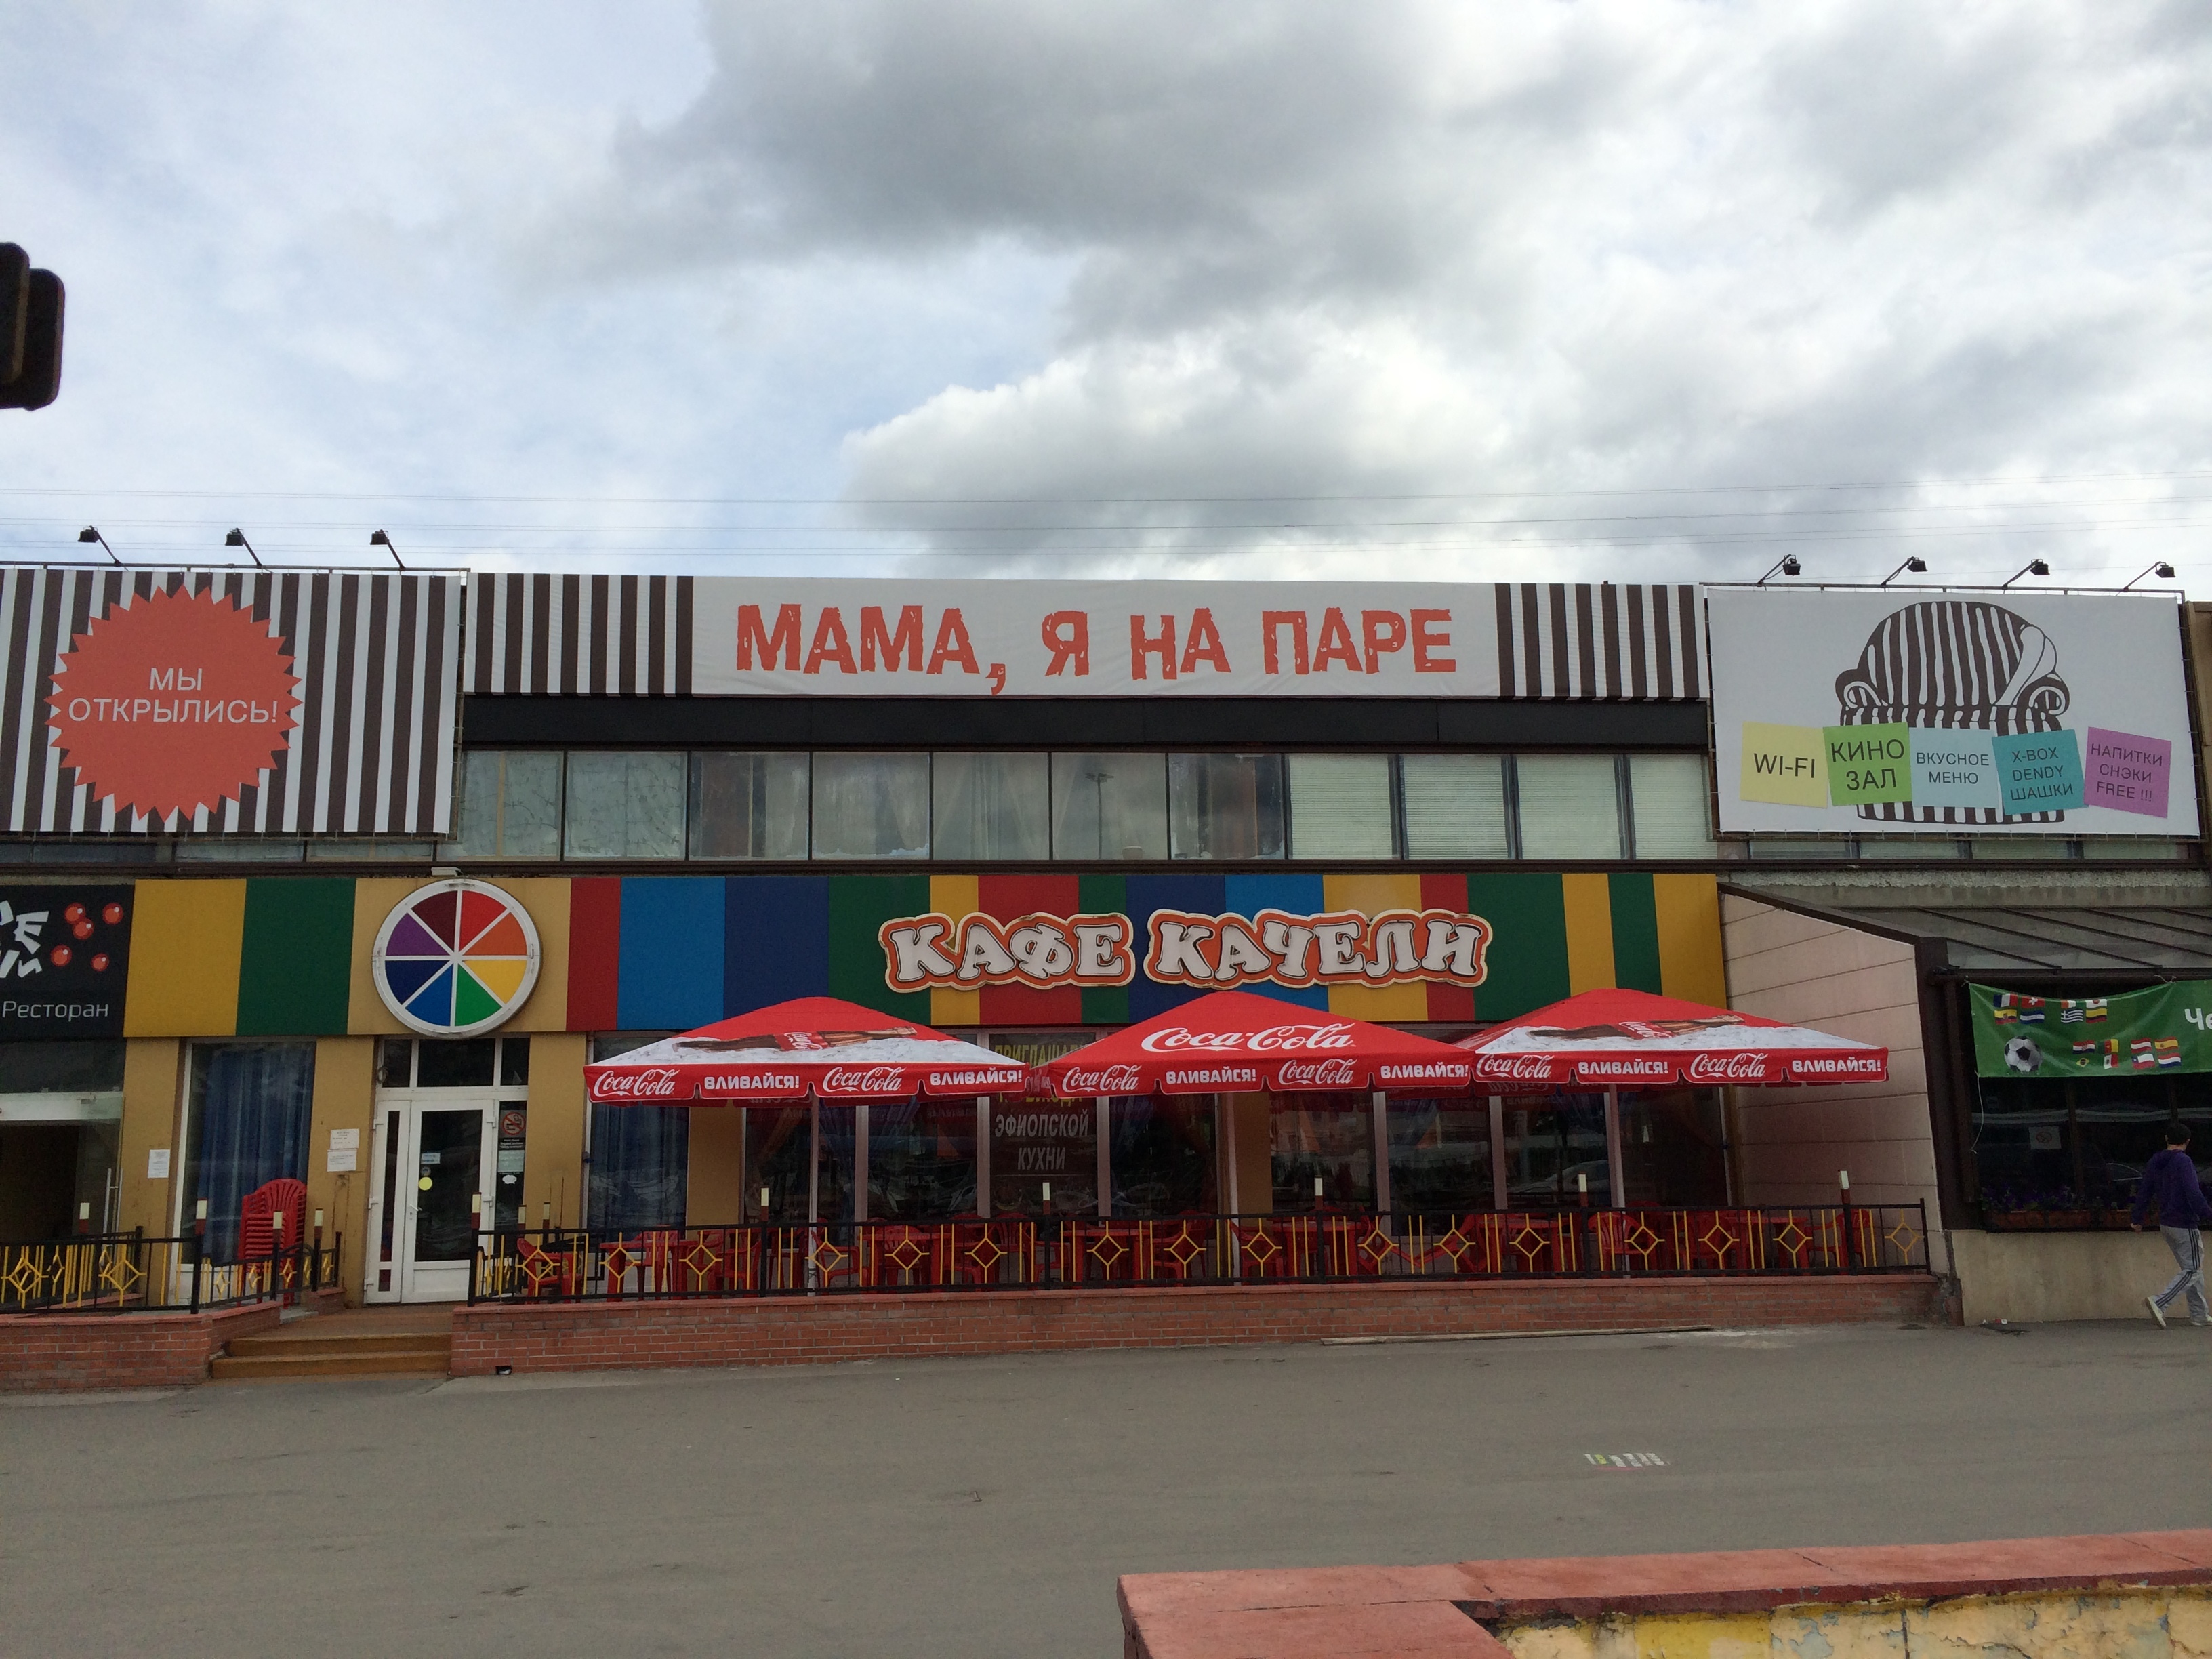 МЫ
ОТКРЫЛИСЬ!
МАМА, Я НА ПАРЕ
WI-FI
КИНО
ЗАЛ
ВКУСНОЕ
МЕНЮ
X-BOX
DENDY
ШАШКИ
НАПИТКИ
СНЭКИ
FREE !!!
Ресторан
КАФЕ КАЧЕЛИ
Coca-Cola
Coca-Cola ВЛИВАЙСЯ! Coca-Cola ВЛИВАЙСЯ!
Coca-Cola ВЛИВАЙСЯ! Coca-Cola ВЛИВАЙСЯ!
Coca-Cola ВЛИВАЙСЯ! Coca-Cola ВЛИВАЙСЯ!
ЭФИОПСКОЙ
КУХНИ